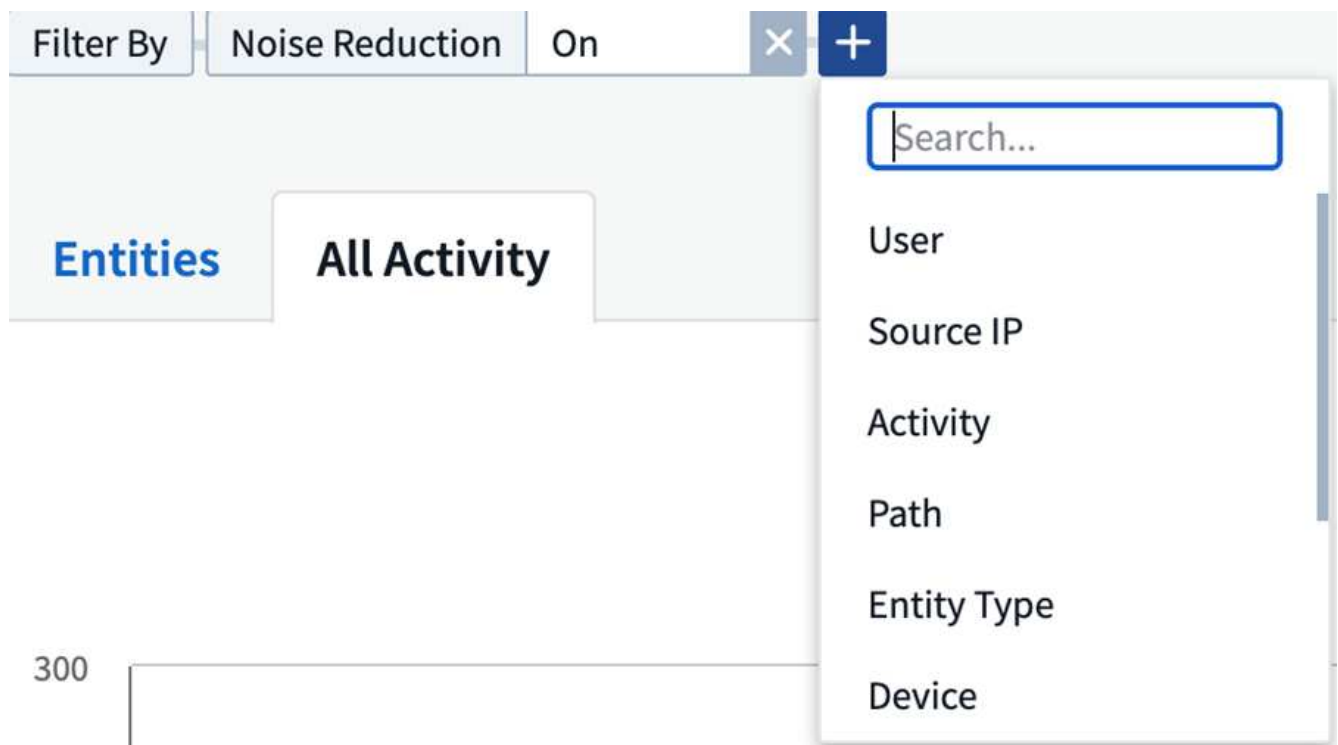 Filter By Noise Reduction On × +
Search...
Entities All Activity
User
Source IP
Activity
Path
Entity Type
Device
300